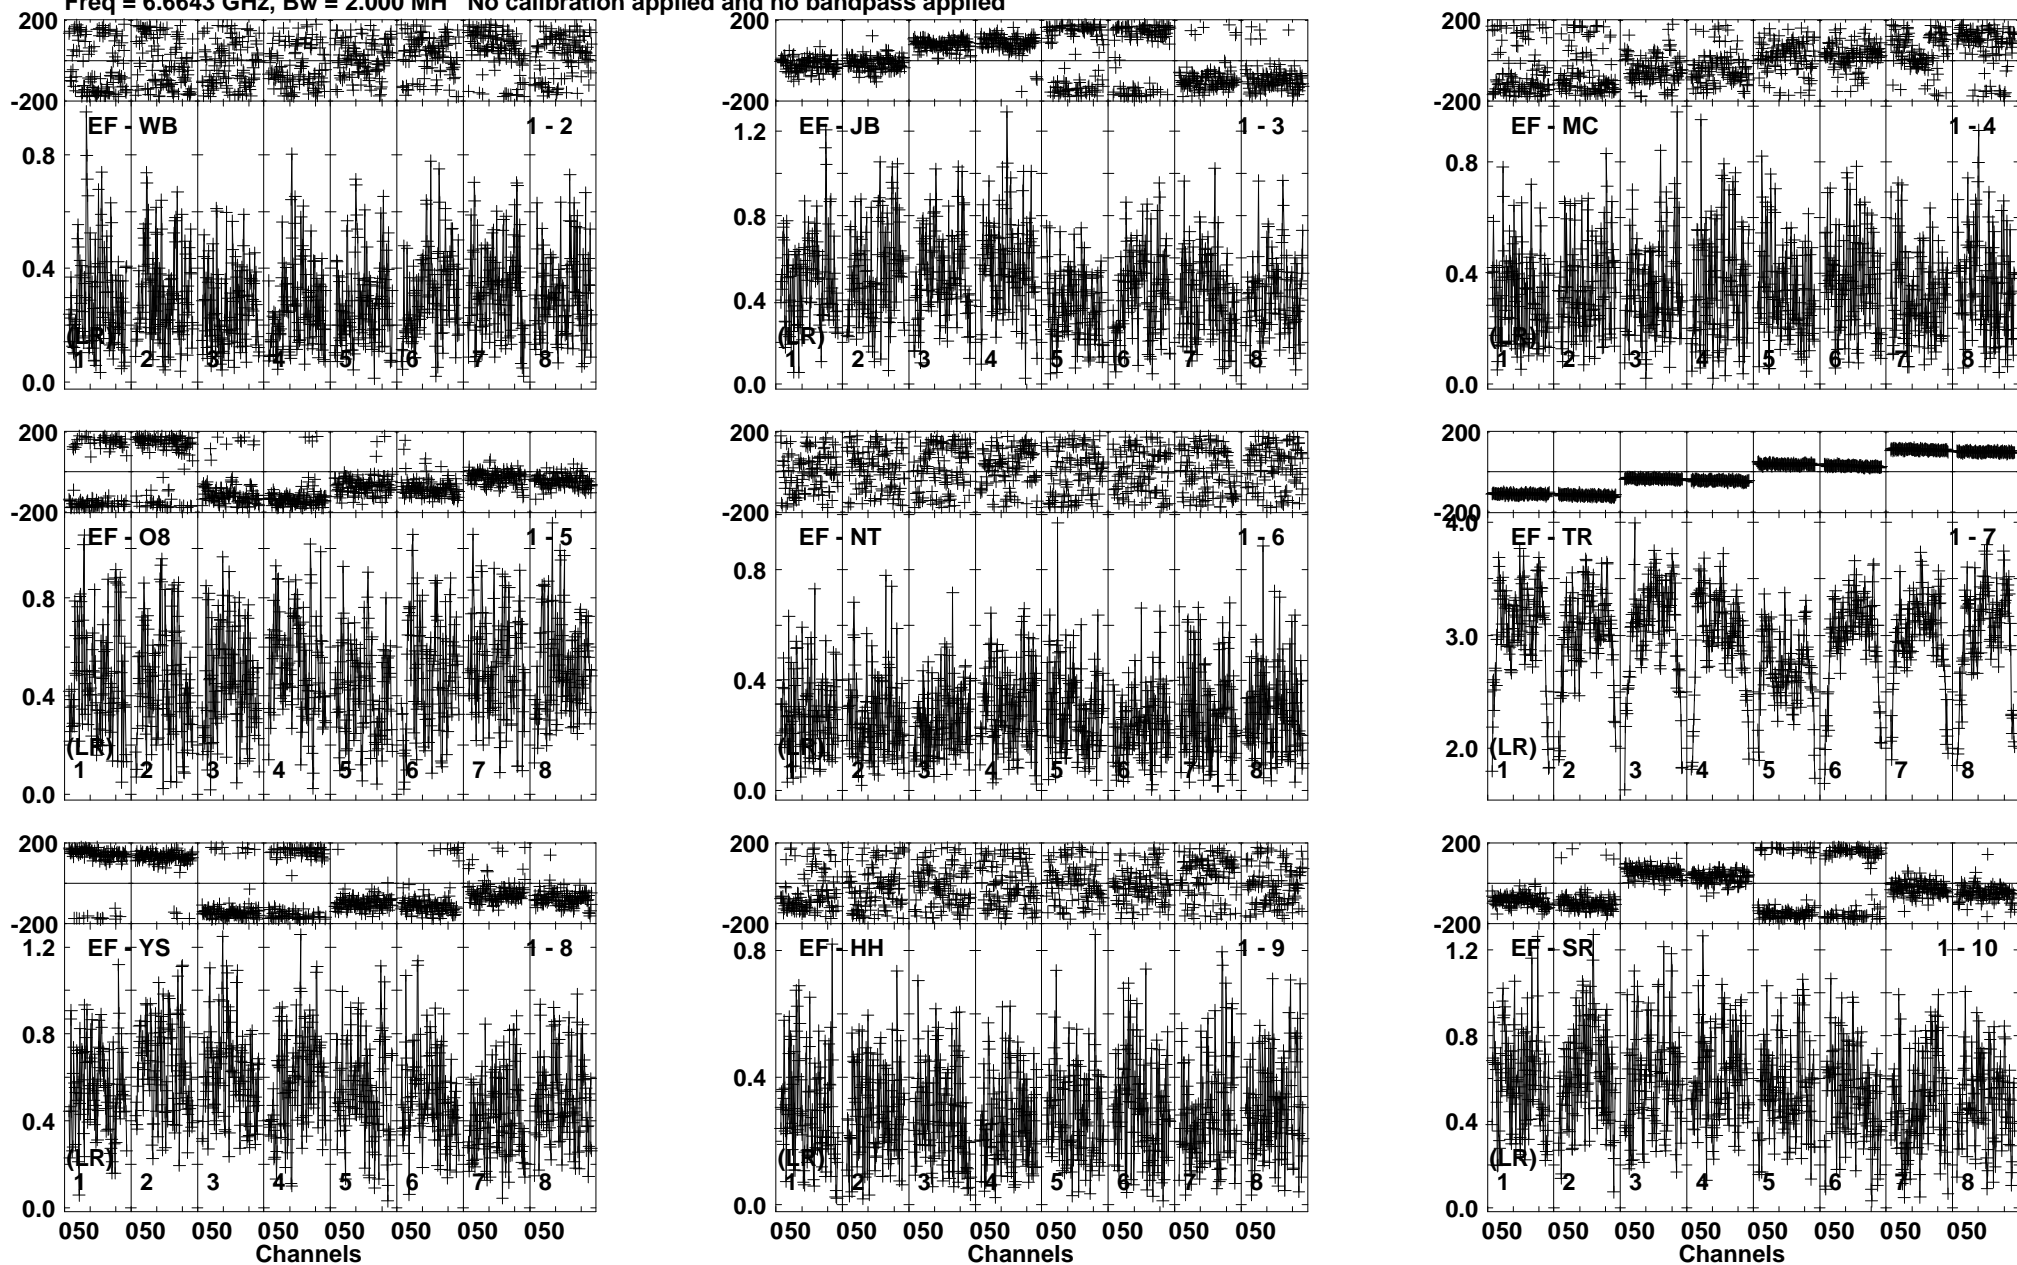 Freq = 6.6643 GHz, Bw = 2.000 MH No calibration applied and no bandpass applied
200
-200
EF - WB 1 - 2
0.8
0.4
0.0
(LR)
1 2 3 4 5 6 7 8
200
-200
EF - JB 1 - 3
1.2
0.8
0.4
0.0
(LR)
1 2 3 4 5 6 7 8
200
-200
EF - MC 1 - 4
0.8
0.4
0.0
(LR)
1 2 3 4 5 6 7 8
200
-200
EF - O8 1 - 5
0.8
0.4
0.0
(LR)
1 2 3 4 5 6 7 8
200
-200
EF - NT 1 - 6
0.8
0.4
0.0
(LR)
1 2 3 4 5 6 7 8
200
-200
4.0
EF - TR 1 - 7
3.0
2.0
(LR)
1 2 3 4 5 6 7 8
200
-200
EF - YS 1 - 8
1.2
0.8
0.4
0.0
(LR)
1 2 3 4 5 6 7 8
050 050 050 050 050 050 050 050
Channels
200
-200
EF - HH 1 - 9
0.8
0.4
0.0
(LR)
1 2 3 4 5 6 7 8
050 050 050 050 050 050 050 050
Channels
200
-200
EF - SR 1 - 10
1.2
0.8
0.4
0.0
(LR)
1 2 3 4 5 6 7 8
050 050 050 050 050 050 050 050
Channels